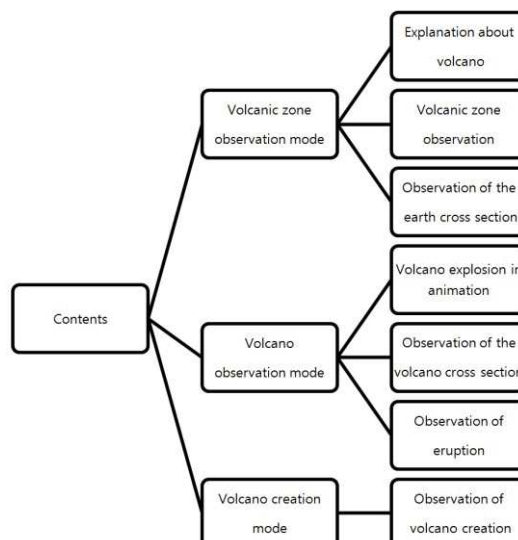 Contents
Volcanic zone
observation mode
Explanation about
volcano
Volcanic zone
observation
Observation of the
earth cross section
Volcano
observation mode
Volcano explosion in
animation
Observation of the
volcano cross section
Observation of
eruption
Volcano creation
mode
Observation of
volcano creation